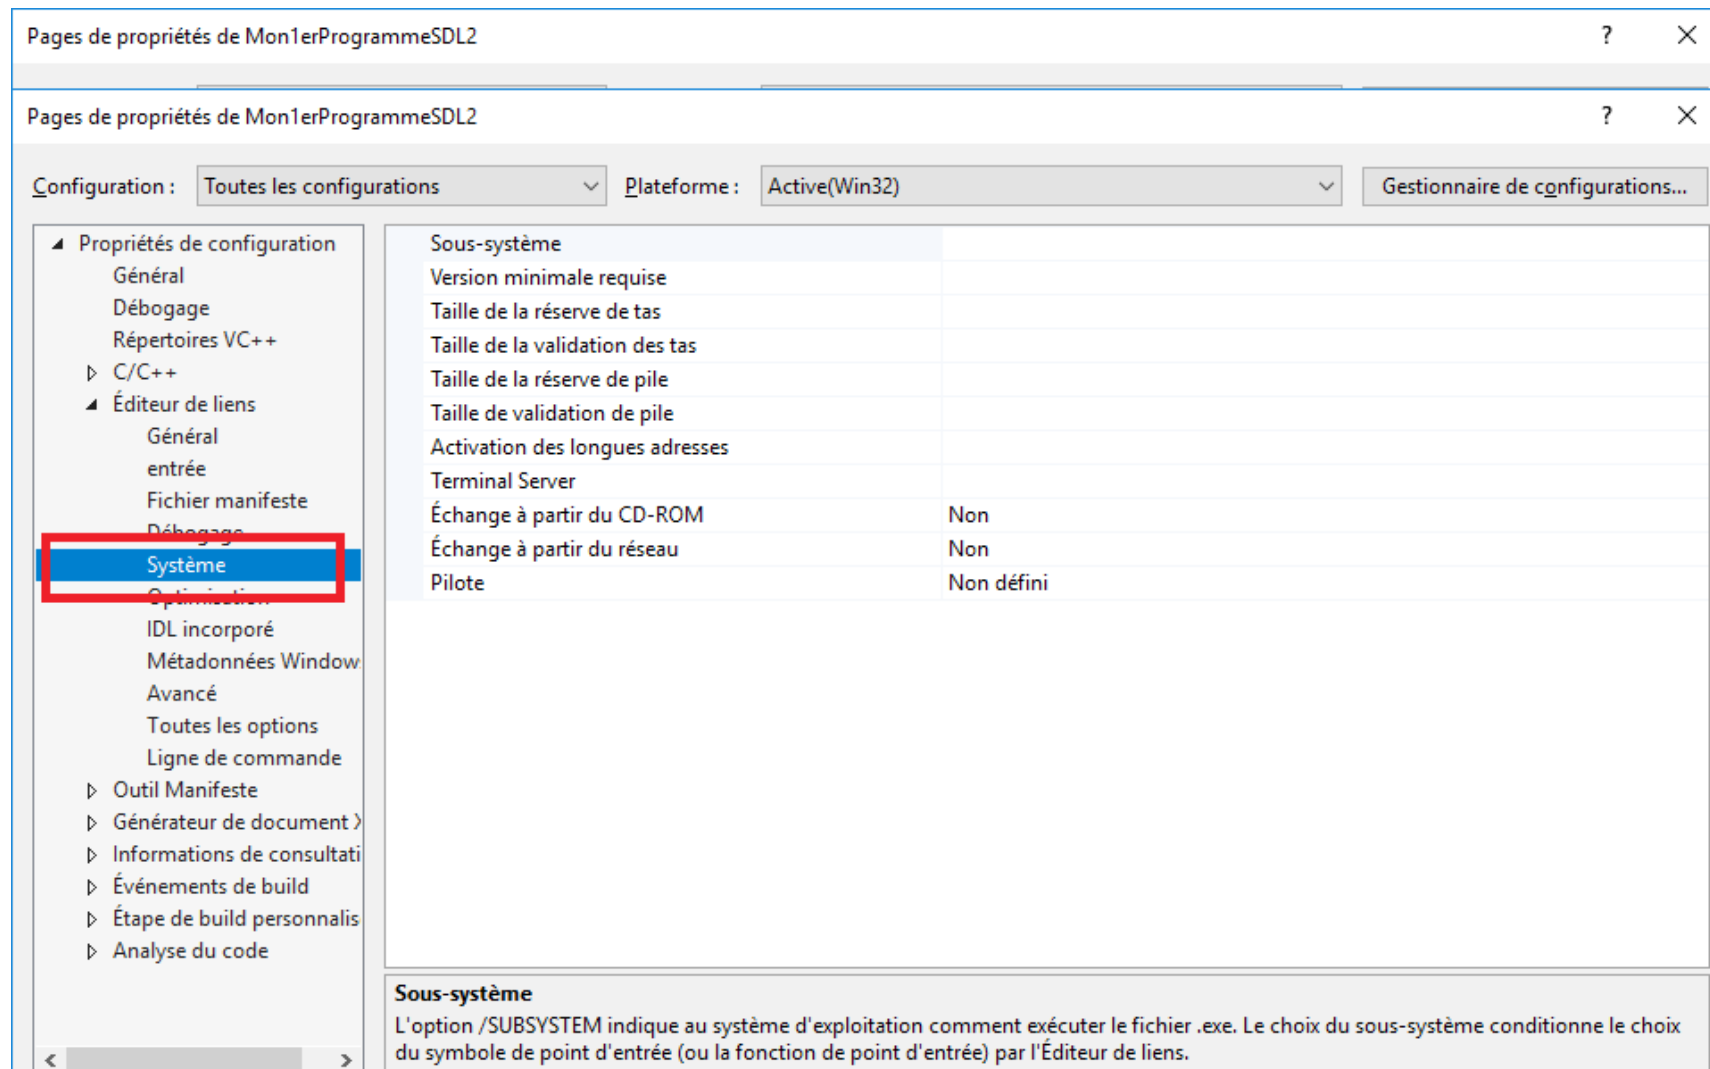 Pages de propriétés de Mon1erProgrammeSDL2 ?
Pages de propriétés de Mon1erProgrammeSDL2 ?
Configuration : Toutes les configurations Plateforme : Active(Win32) Gestionnaire de configurations...
Propriétés de configuration
Général
Débogage
Répertoires VC++
C/C++
Éditeur de liens
Général
entrée
Fichier manifeste
Débogage
Système
Optimisation
IDL incorporé
Métadonnées Window
Avancé
Toutes les options
Ligne de commande
Outil Manifeste
Générateur de document X
Informations de consultati
Événements de build
Étape de build personnalis
Analyse du code
Sous-système
Version minimale requise
Taille de la réserve de tas
Taille de la validation des tas
Taille de la réserve de pile
Taille de validation de pile
Activation des longues adresses
Terminal Server
Échange à partir du CD-ROM Non
Échange à partir du réseau Non
Pilote Non défini
Sous-système
L'option /SUBSYSTEM indique au système d'exploitation comment exécuter le fichier .exe. Le choix du sous-système conditionne le choix
du symbole de point d'entrée (ou la fonction de point d'entrée) par l'Éditeur de liens.